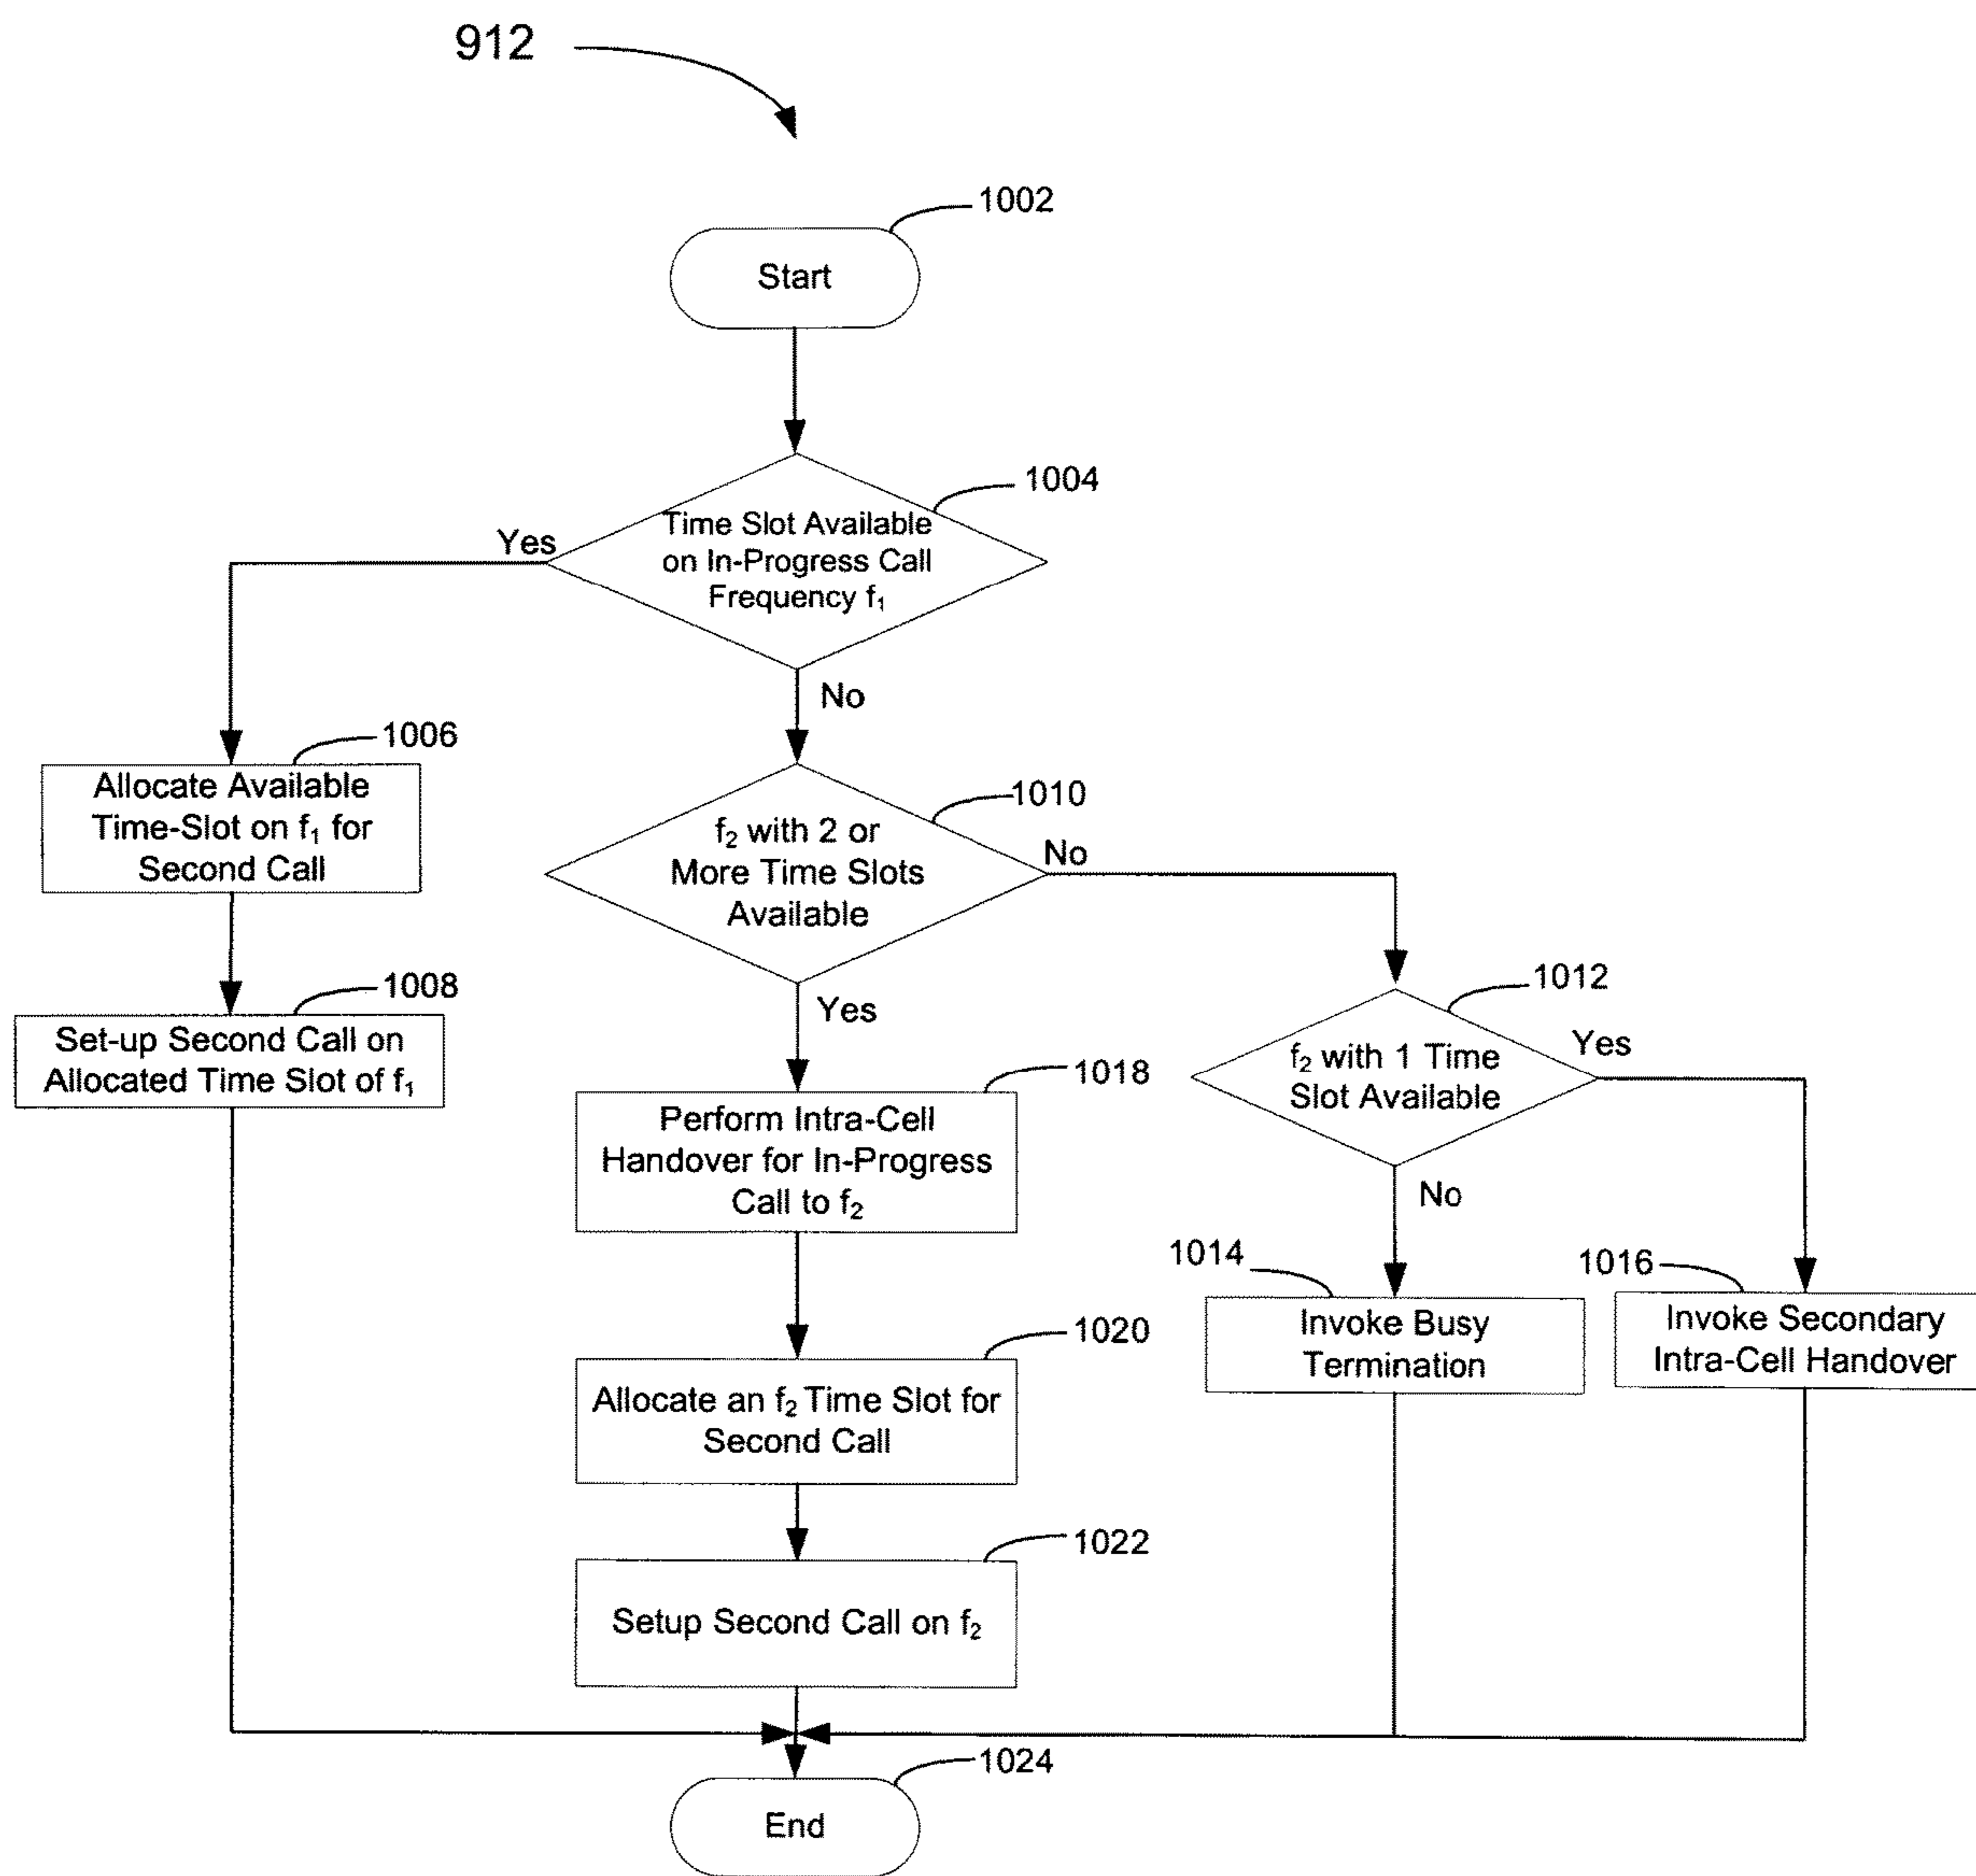 912
1002
Start
1004
Time Slot Available
on In-Progress Call
Frequency f₁
Yes
No
1006
Allocate Available
Time-Slot on f₁ for
Second Call
1010
f₂ with 2 or
More Time Slots
Available
No
Yes
1008
Set-up Second Call on
Allocated Time Slot of f₁
1012
f₂ with 1 Time
Slot Available
Yes
No
1018
Perform Intra-Cell
Handover for In-Progress
Call to f₂
1014
Invoke Busy
Termination
1016
Invoke Secondary
Intra-Cell Handover
1020
Allocate an f₂ Time Slot for
Second Call
1022
Setup Second Call on f₂
1024
End